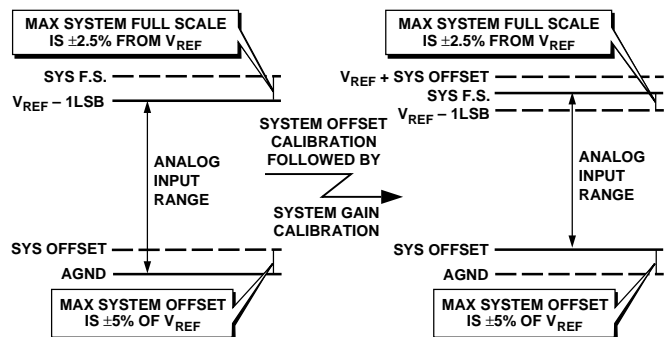 MAX SYSTEM FULL SCALE
IS ±2.5% FROM VREF
SYS F.S.
VREF – 1LSB
ANALOG
INPUT
RANGE
SYS OFFSET
AGND
MAX SYSTEM OFFSET
IS ±5% OF VREF
SYSTEM OFFSET
CALIBRATION
FOLLOWED BY
SYSTEM GAIN
CALIBRATION
MAX SYSTEM FULL SCALE
IS ±2.5% FROM VREF
VREF + SYS OFFSET
SYS F.S.
VREF – 1LSB
ANALOG
INPUT
RANGE
SYS OFFSET
AGND
MAX SYSTEM OFFSET
IS ±5% OF VREF